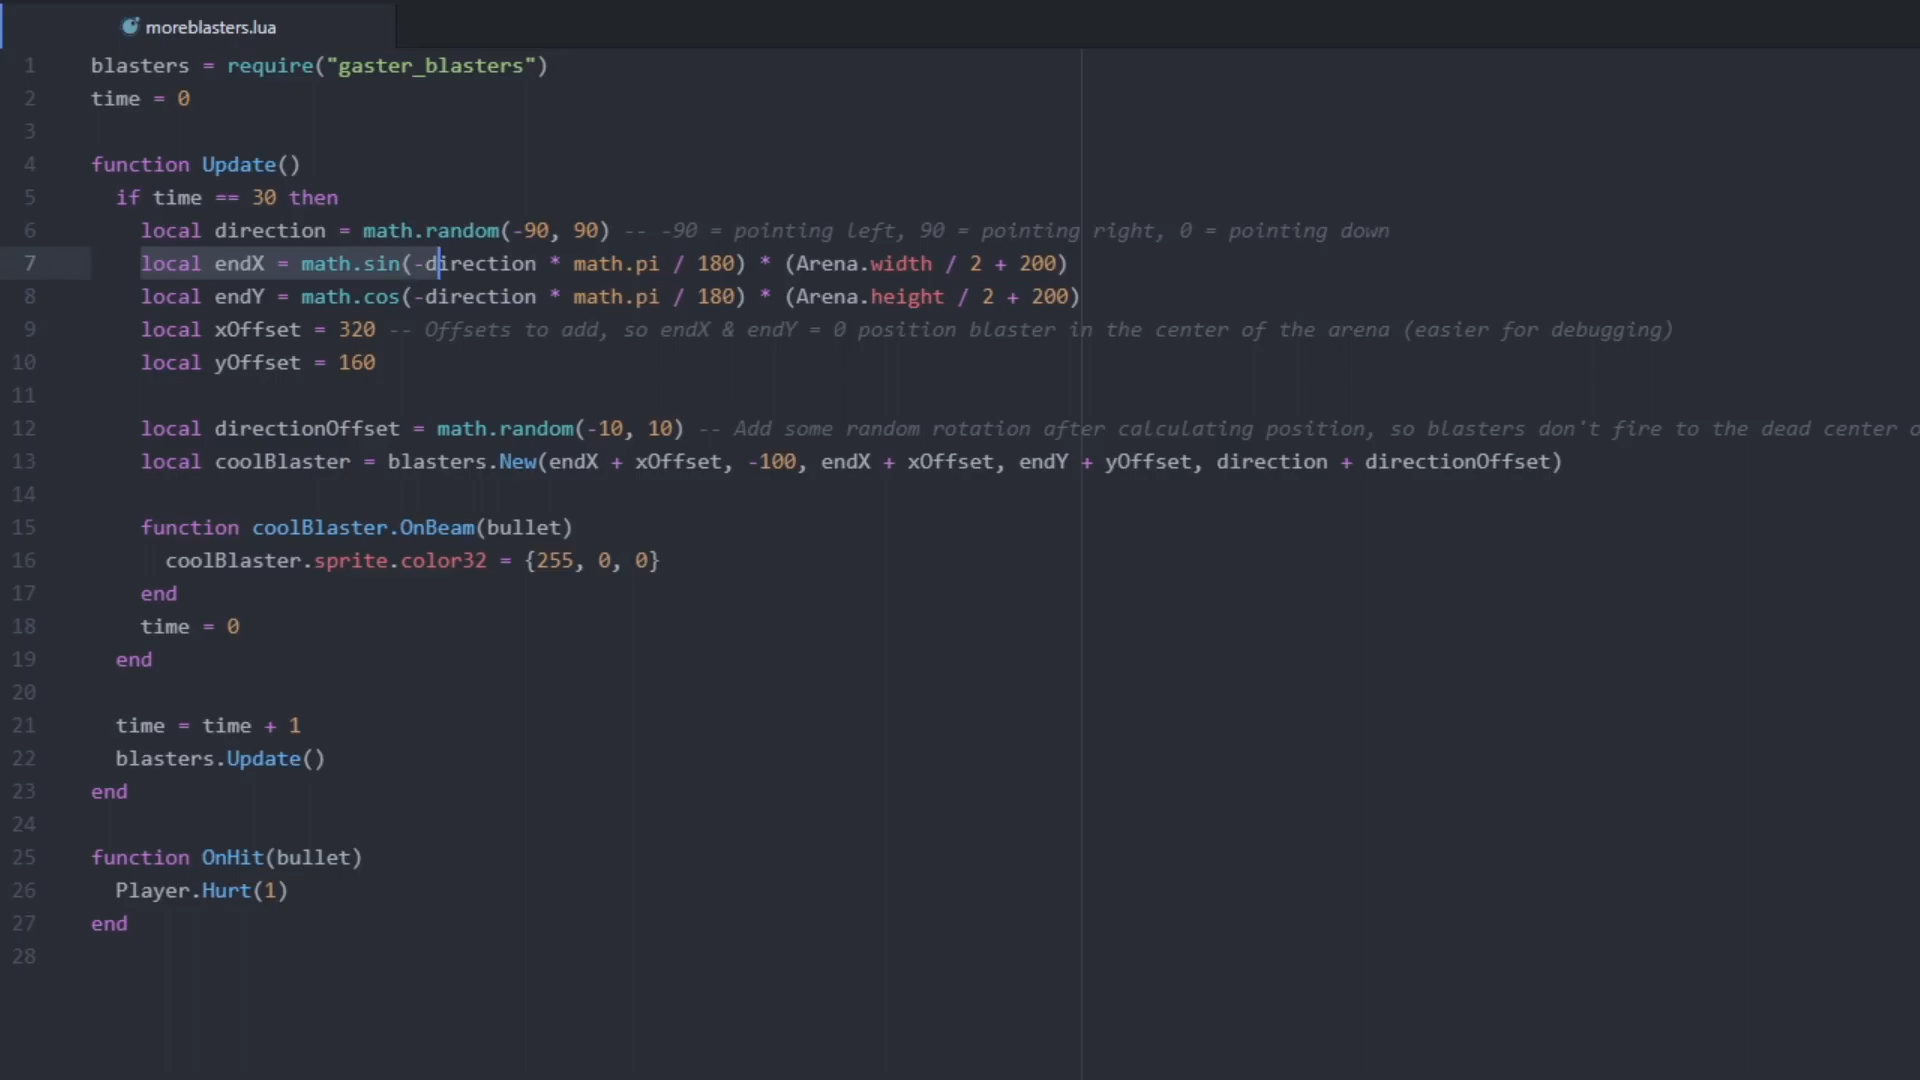 moreblasters.lua
1 blasters = require("gaster_blasters")
2 time = 0
3
4 function Update()
5 if time == 30 then
6 local direction = math.random(-90, 90) -- -90 = pointing left, 90 = pointing right, 0 = pointing down
7 local endX = math.sin(-direction * math.pi / 180) * (Arena.width / 2 + 200)
8 local endY = math.cos(-direction * math.pi / 180) * (Arena.height / 2 + 200)
9 local xOffset = 320 -- Offsets to add, so endX & endY = 0 position blaster in the center of the arena (easier for debugging)
10 local yOffset = 160
11
12 local directionOffset = math.random(-10, 10) -- Add some random rotation after calculating position, so blasters don't fire to the dead center
13 local coolBlaster = blasters.New(endX + xOffset, -100, endX + xOffset, endY + yOffset, direction + directionOffset)
14
15 function coolBlaster.OnBeam(bullet)
16 coolBlaster.sprite.color32 = {255, 0, 0}
17 end
18 time = 0
19 end
20
21 time = time + 1
22 blasters.Update()
23 end
24
25 function OnHit(bullet)
26 Player.Hurt(1)
27 end
28